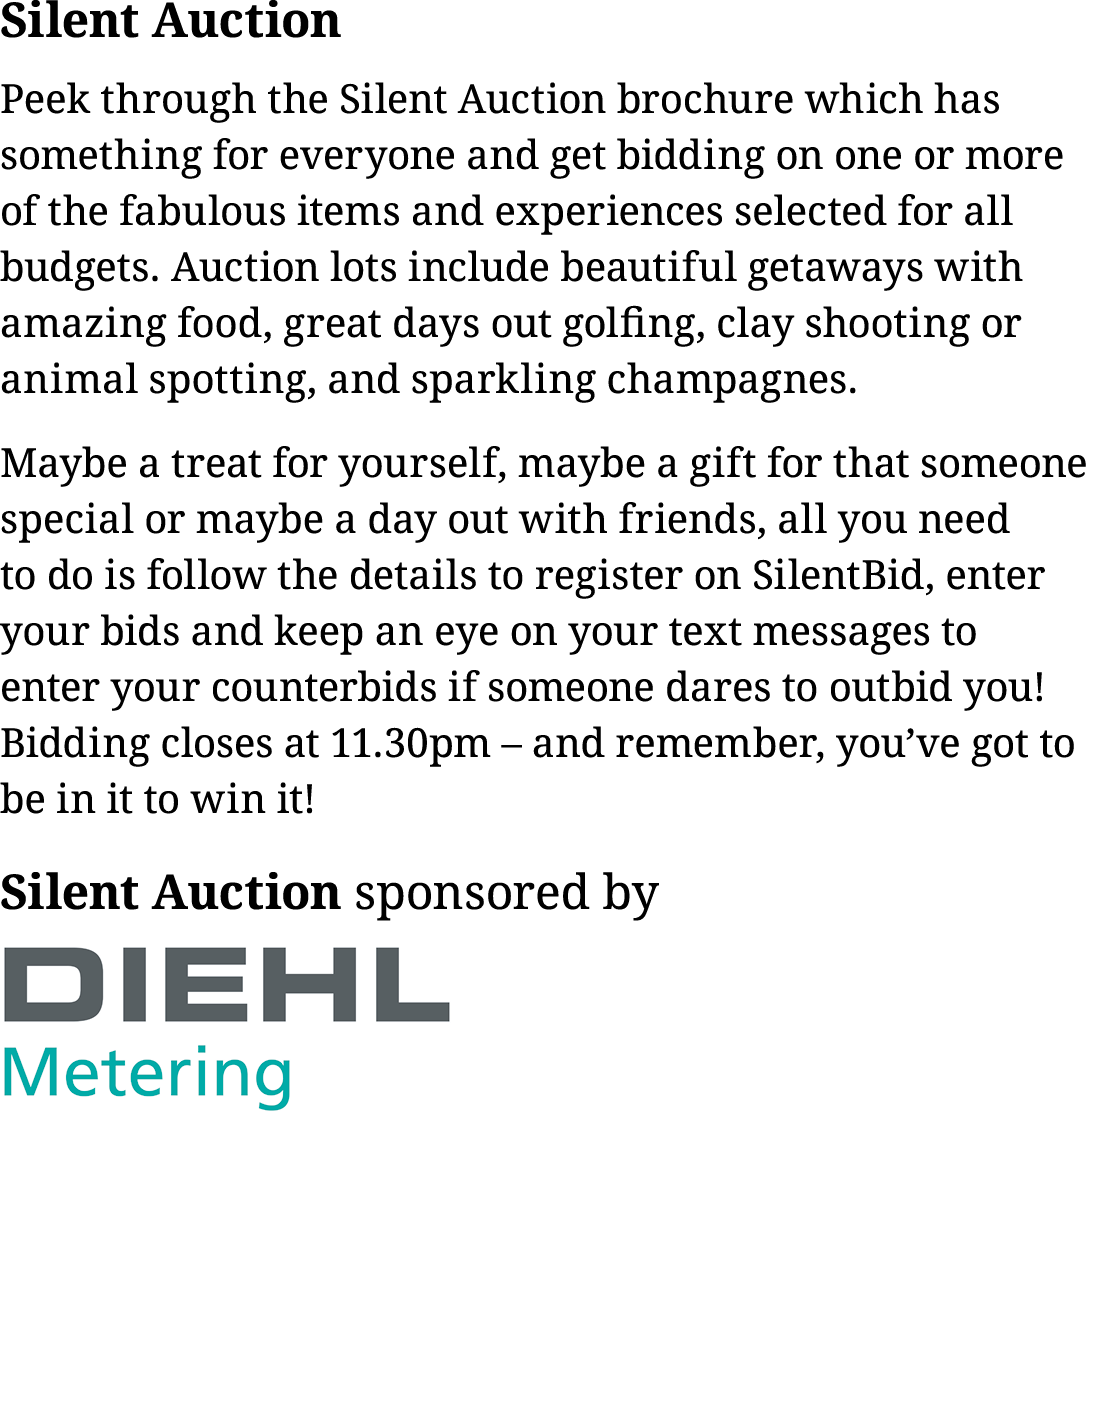 Silent Auction
Peek through the Silent Auction brochure which has
something for everyone and get bidding on one or more
of the fabulous items and experiences selected for all
budgets. Auction lots include beautiful getaways with
amazing food, great days out golfing, clay shooting or
animal spotting, and sparkling champagnes.
Maybe a treat for yourself, maybe a gift for that someone
special or maybe a day out with friends, all you need
to do is follow the details to register on SilentBid, enter
your bids and keep an eye on your text messages to
enter your counterbids if someone dares to outbid you!
Bidding closes at 11.30pm – and remember, you’ve got to
be in it to win it!
Silent Auction sponsored by
DIEHL
Metering